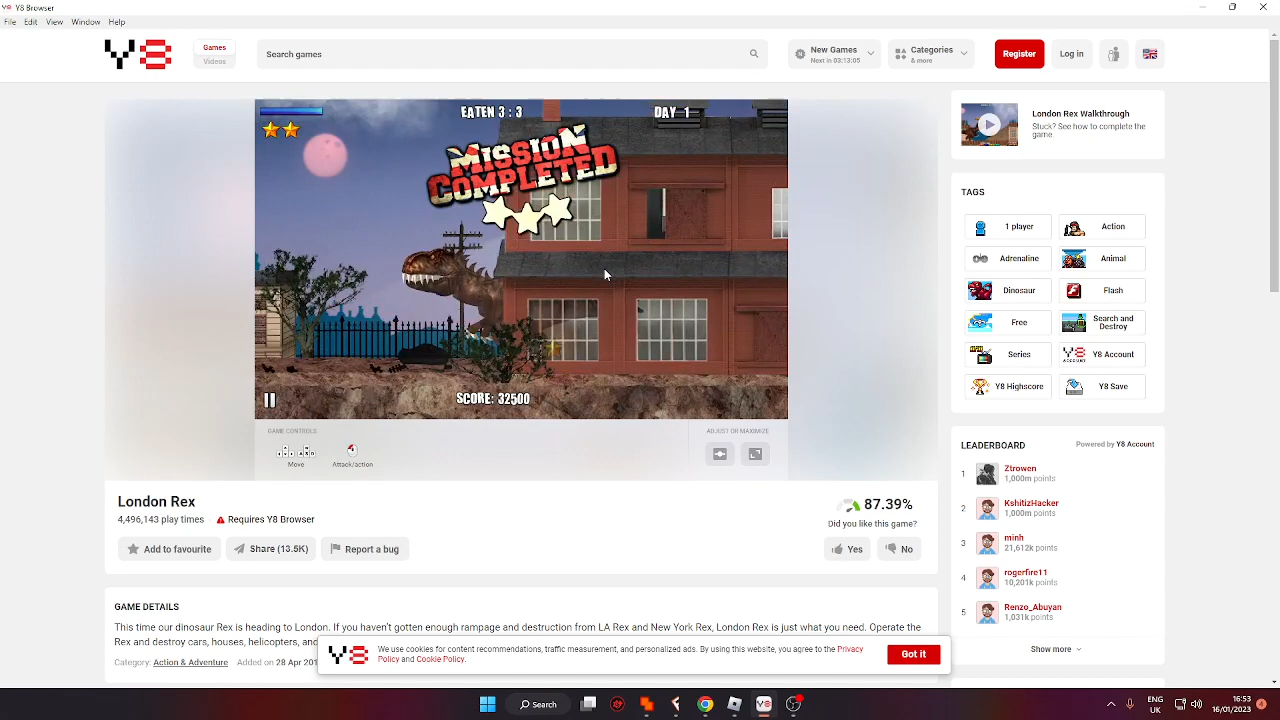 Y8 Browser
File Edit View Window Help
Y8
Games
Videos
Search games
New Games
Next in 03:13:05
Categories
& more
Register
Log in
EATEN 3 : 3
DAY 1
MISSION
COMPLETED
SCORE: 32500
GAME CONTROLS
Move
Attack/action
ADJUST OR MAXIMIZE
London Rex
4,496,143 play times
Requires Y8 Browser
87.39%
Did you like this game?
Add to favourite
Share (13.5K)
Report a bug
Yes
No
GAME DETAILS
This time our dinosaur Rex is heading to London. If you haven't gotten enough rampage and destruction from LA Rex and New York Rex, London Rex is just what you need. Operate the
Rex and destroy cars, houses, helicopters, and
Category: Action & Adventure Added on 28 Apr 201
Y8
We use cookies for content recommendations, traffic measurement, and personalized ads. By using this website, you agree to the Privacy
Policy and Cookie Policy.
Got it
London Rex Walkthrough
Stuck? See how to complete the
game.
TAGS
1 player
Action
Adrenaline
Animal
Dinosaur
Flash
Free
Search and
Destroy
Series
Y8 Account
Y8 Highscore
Y8 Save
LEADERBOARD
Powered by Y8 Account
1
Ztrowen
1,000m points
2
KshitizHacker
1,000m points
3
minh
21,612k points
4
rogerfire11
10,201k points
5
Renzo_Abuyan
1,031k points
Show more
Search
ENG
UK
16:53
16/01/2023